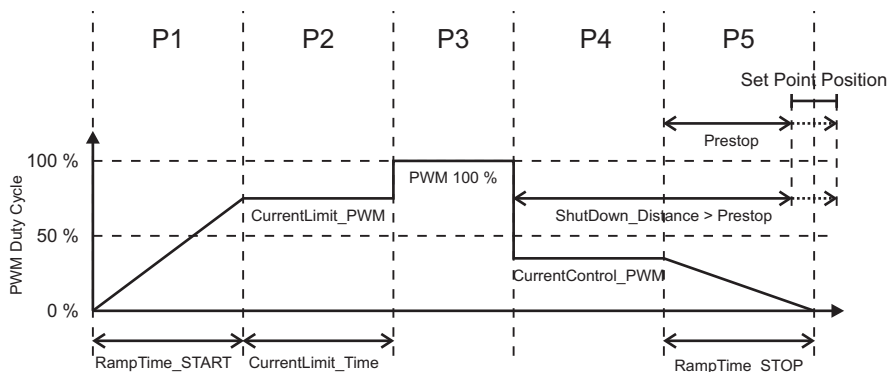 P1
P2
P3
P4
P5
Set Point Position
Prestop
100 %
PWM 100 %
CurrentLimit_PWM
ShutDown_Distance > Prestop
50 %
CurrentControl_PWM
0 %
PWM Duty Cycle
RampTime_START
CurrentLimit_Time
RampTime_STOP